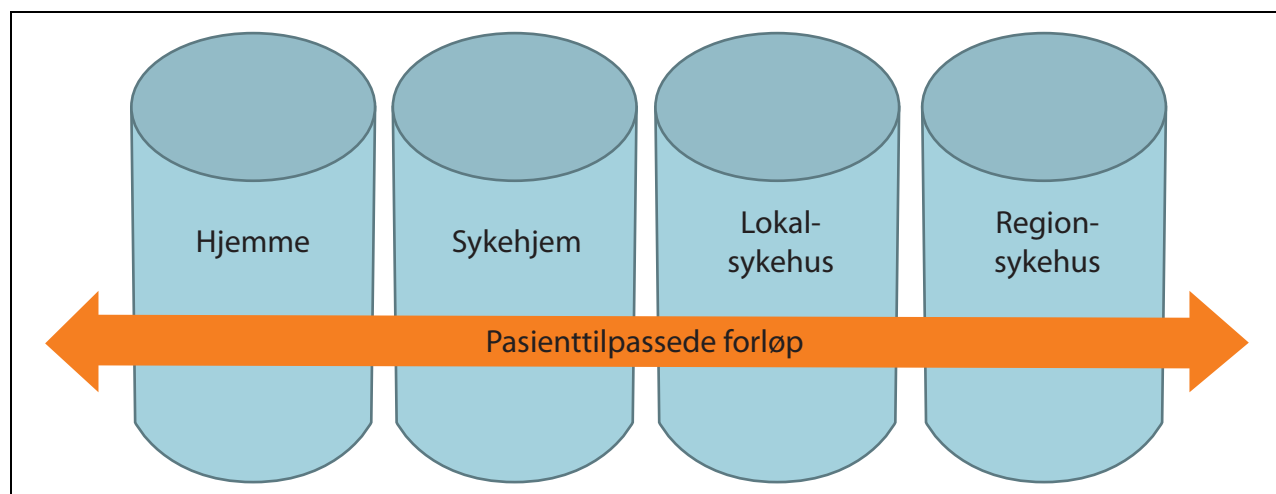 Hjemme
Sykehjem
Lokal-
sykehus
Region-
sykehus
Pasienttilpassede forløp